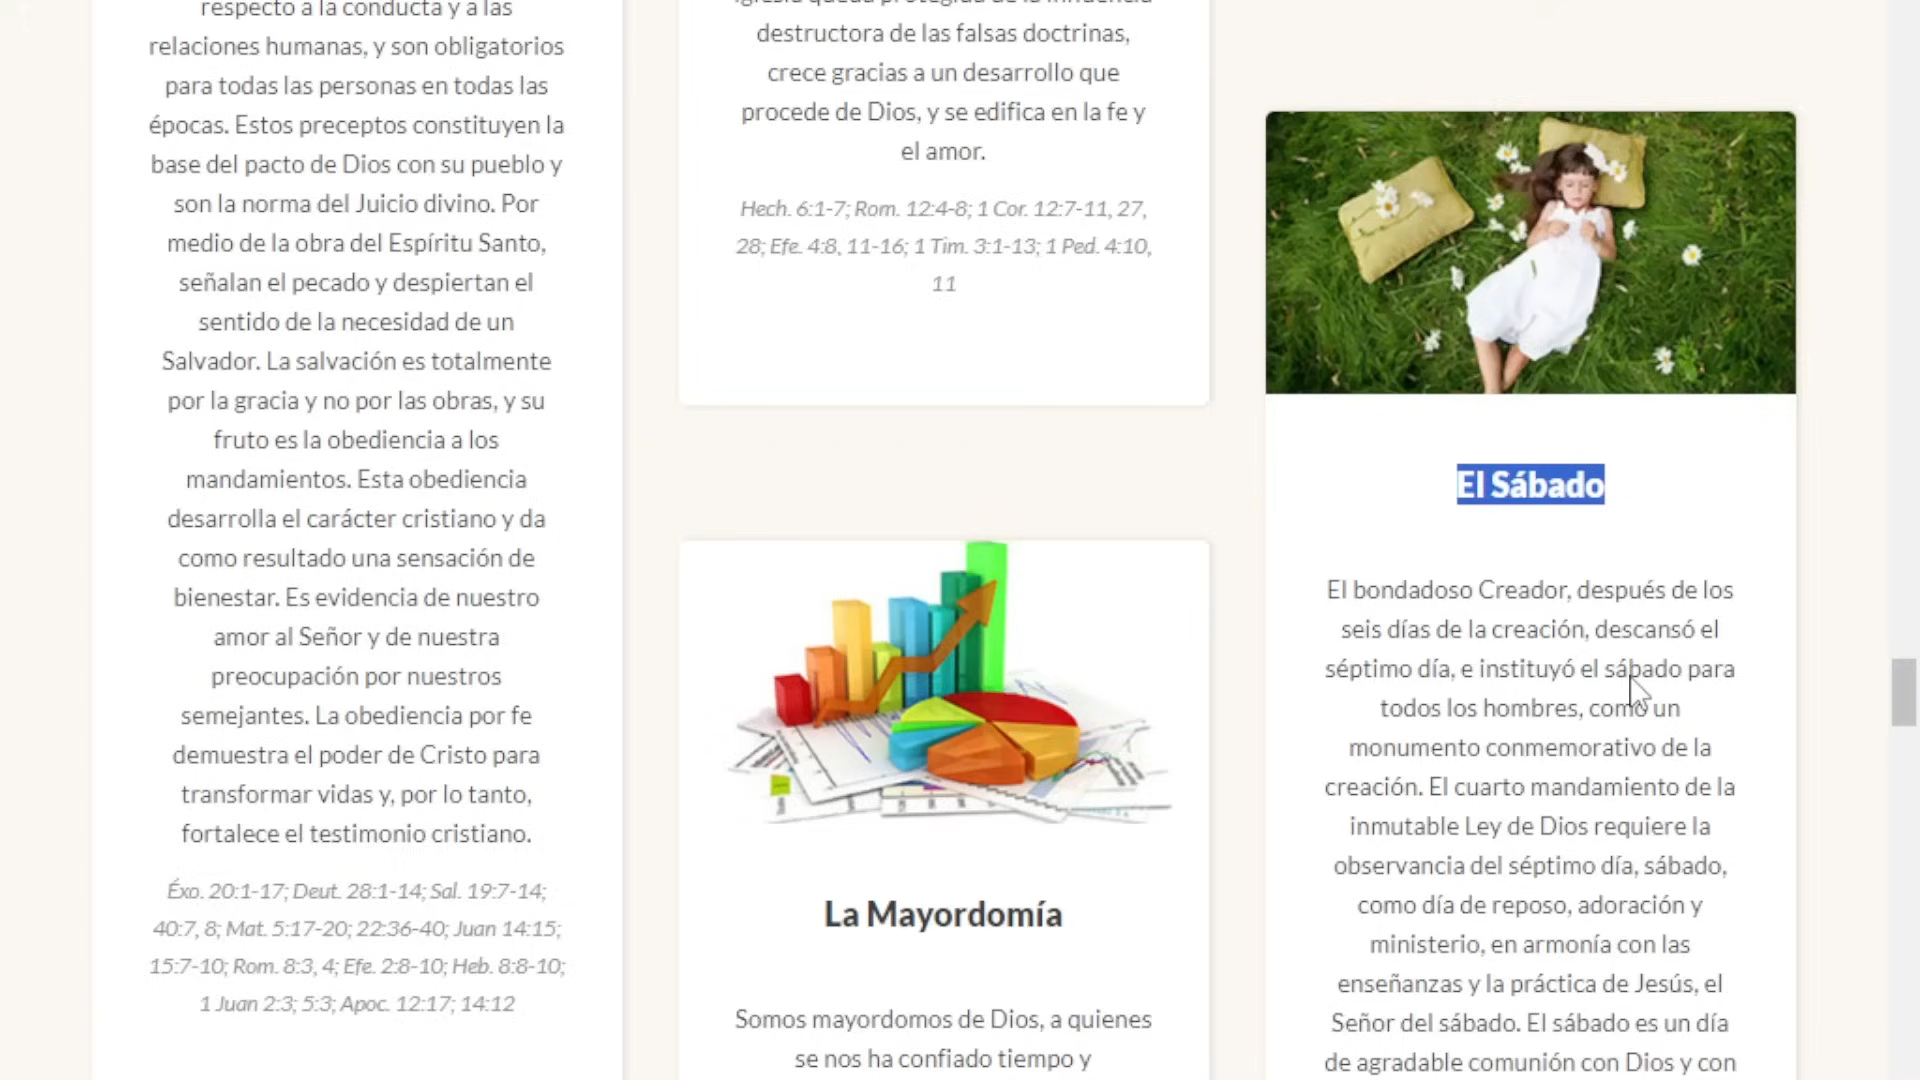 respecto a la conducta y a las
relaciones humanas, y son obligatorios
para todas las personas en todas las
épocas. Estos preceptos constituyen la
base del pacto de Dios con su pueblo y
son la norma del Juicio divino. Por
medio de la obra del Espíritu Santo,
señalan el pecado y despiertan el
sentido de la necesidad de un
Salvador. La salvación es totalmente
por la gracia y no por las obras, y su
fruto es la obediencia a los
mandamientos. Esta obediencia
desarrolla el carácter cristiano y da
como resultado una sensación de
bienestar. Es evidencia de nuestro
amor al Señor y de nuestra
preocupación por nuestros
semejantes. La obediencia por fe
demuestra el poder de Cristo para
transformar vidas y, por lo tanto,
fortalece el testimonio cristiano.
Éxo. 20:1-17; Deut. 28:1-14; Sal. 19:7-14;
40:7, 8; Mat. 5:17-20; 22:36-40; Juan 14:15;
15:7-10; Rom. 8:3, 4; Efe. 2:8-10; Heb. 8:8-10;
1 Juan 2:3; 5:3; Apoc. 12:17; 14:12
iglesia queda protegida de la influencia
destructora de las falsas doctrinas,
crece gracias a un desarrollo que
procede de Dios, y se edifica en la fe y
el amor.
Hech. 6:1-7; Rom. 12:4-8; 1 Cor. 12:7-11, 27,
28; Efe. 4:8, 11-16; 1 Tim. 3:1-13; 1 Ped. 4:10,
11
La Mayordomía
Somos mayordomos de Dios, a quienes
se nos ha confiado tiempo y
El Sábado
El bondadoso Creador, después de los
seis días de la creación, descansó el
séptimo día, e instituyó el sábado para
todos los hombres, como un
monumento conmemorativo de la
creación. El cuarto mandamiento de la
inmutable Ley de Dios requiere la
observancia del séptimo día, sábado,
como día de reposo, adoración y
ministerio, en armonía con las
enseñanzas y la práctica de Jesús, el
Señor del sábado. El sábado es un día
de agradable comunión con Dios y con